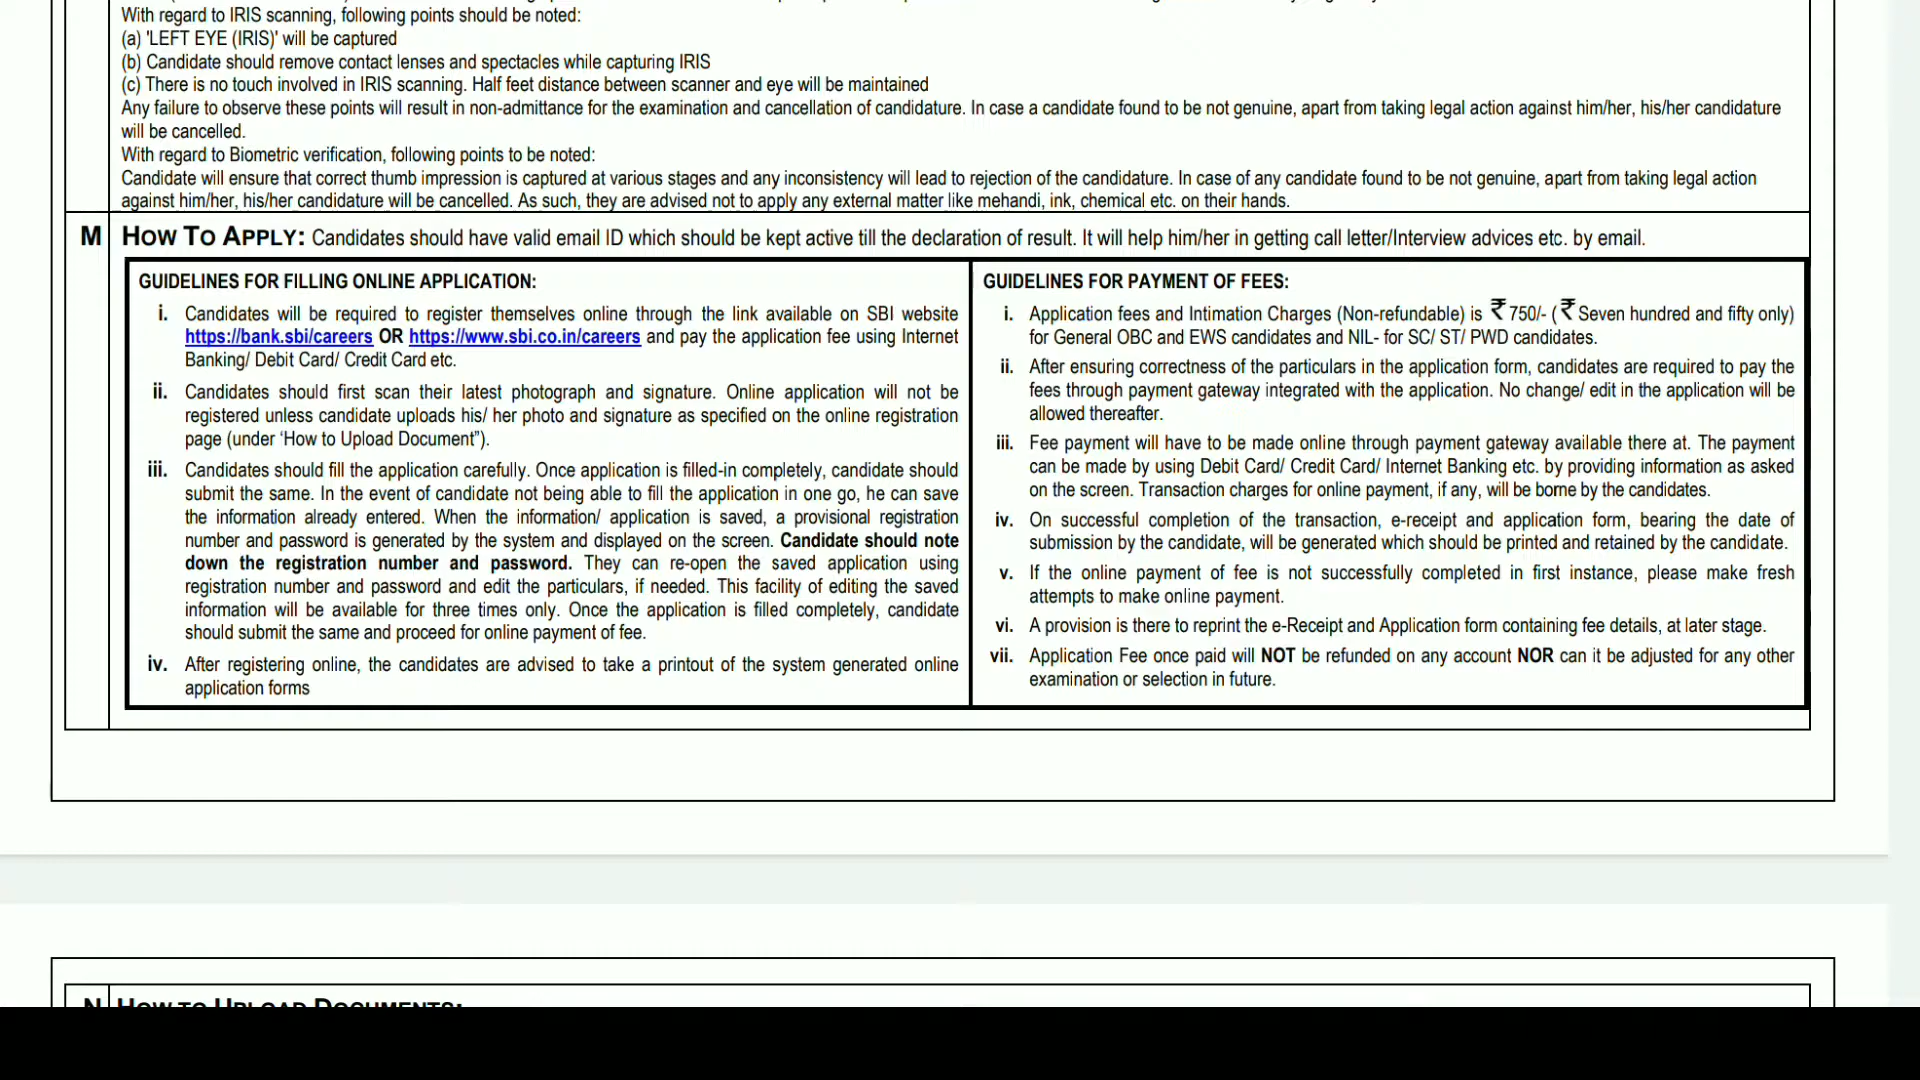 With regard to IRIS scanning, following points should be noted:
(a) 'LEFT EYE (IRIS)' will be captured
(b) Candidate should remove contact lenses and spectacles while capturing IRIS
(c) There is no touch involved in IRIS scanning. Half feet distance between scanner and eye will be maintained
Any failure to observe these points will result in non-admittance for the examination and cancellation of candidature. In case a candidate found to be not genuine, apart from taking legal action against him/her, his/her candidature
will be cancelled.
With regard to Biometric verification, following points to be noted:
Candidate will ensure that correct thumb impression is captured at various stages and any inconsistency will lead to rejection of the candidature. In case of any candidate found to be not genuine, apart from taking legal action
against him/her, his/her candidature will be cancelled. As such, they are advised not to apply any external matter like mehandi, ink, chemical etc. on their hands.
M HOW TO APPLY: Candidates should have valid email ID which should be kept active till the declaration of result. It will help him/her in getting call letter/Interview advices etc. by email.
GUIDELINES FOR FILLING ONLINE APPLICATION:
i. Candidates will be required to register themselves online through the link available on SBI website
https://bank.sbi/careers OR https://www.sbi.co.in/careers and pay the application fee using Internet
Banking/ Debit Card/ Credit Card etc.
ii. Candidates should first scan their latest photograph and signature. Online application will not be
registered unless candidate uploads his/ her photo and signature as specified on the online registration
page (under ‘How to Upload Document”).
iii. Candidates should fill the application carefully. Once application is filled-in completely, candidate should
submit the same. In the event of candidate not being able to fill the application in one go, he can save
the information already entered. When the information/ application is saved, a provisional registration
number and password is generated by the system and displayed on the screen. Candidate should note
down the registration number and password. They can re-open the saved application using
registration number and password and edit the particulars, if needed. This facility of editing the saved
information will be available for three times only. Once the application is filled completely, candidate
should submit the same and proceed for online payment of fee.
iv. After registering online, the candidates are advised to take a printout of the system generated online
application forms
GUIDELINES FOR PAYMENT OF FEES:
i. Application fees and Intimation Charges (Non-refundable) is ₹750/- (₹Seven hundred and fifty only)
for General OBC and EWS candidates and NIL- for SC/ ST/ PWD candidates.
ii. After ensuring correctness of the particulars in the application form, candidates are required to pay the
fees through payment gateway integrated with the application. No change/ edit in the application will be
allowed thereafter.
iii. Fee payment will have to be made online through payment gateway available there at. The payment
can be made by using Debit Card/ Credit Card/ Internet Banking etc. by providing information as asked
on the screen. Transaction charges for online payment, if any, will be borne by the candidates.
iv. On successful completion of the transaction, e-receipt and application form, bearing the date of
submission by the candidate, will be generated which should be printed and retained by the candidate.
v. If the online payment of fee is not successfully completed in first instance, please make fresh
attempts to make online payment.
vi. A provision is there to reprint the e-Receipt and Application form containing fee details, at later stage.
vii. Application Fee once paid will NOT be refunded on any account NOR can it be adjusted for any other
examination or selection in future.
N HOW TO UPLOAD DOCUMENTS: